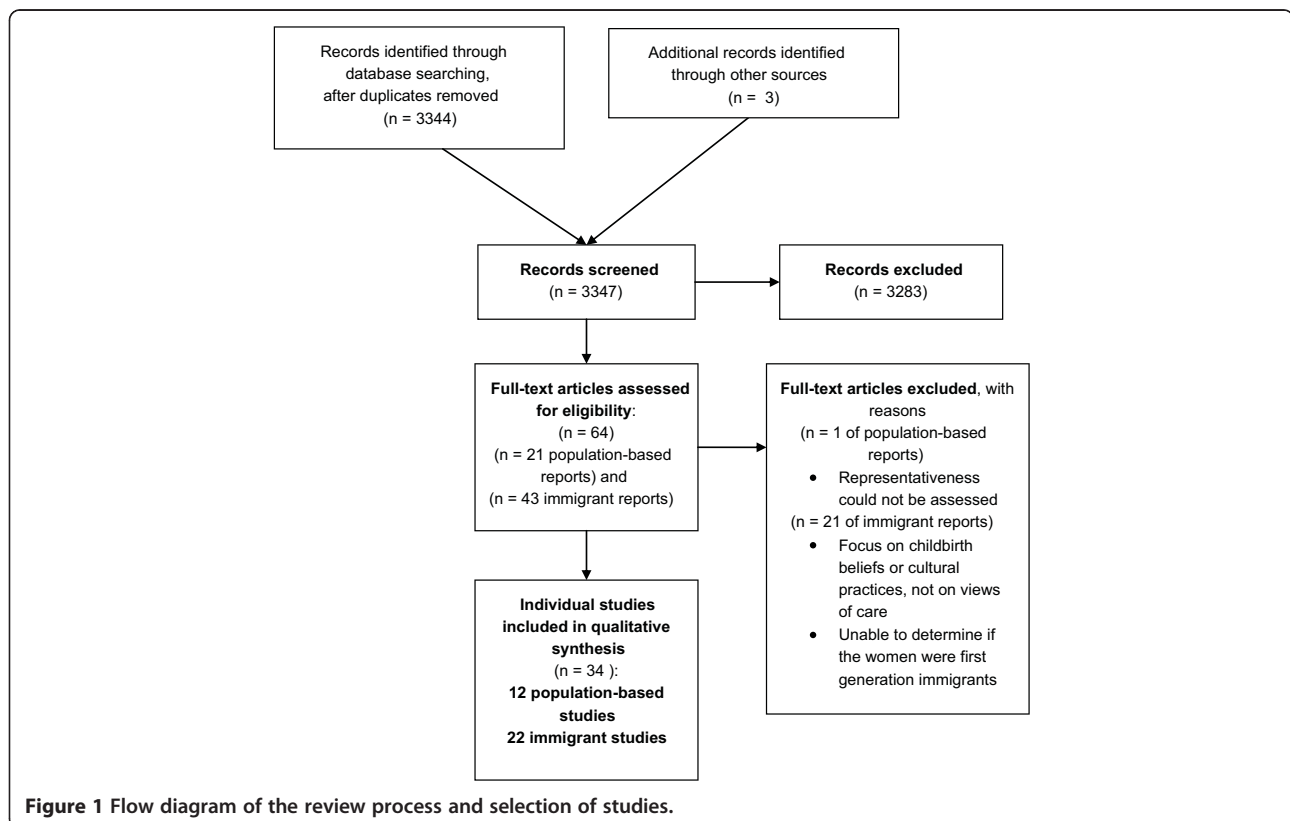 Records identified through
database searching,
after duplicates removed
(n = 3344)
Additional records identified
through other sources
(n = 3)
Records screened
(n = 3347)
Records excluded
(n = 3283)
Full-text articles assessed
for eligibility:
(n = 64)
(n = 21 population-based
reports) and
(n = 43 immigrant reports)
Full-text articles excluded, with
reasons
(n = 1 of population-based
reports)
• Representativeness
could not be assessed
(n = 21 of immigrant reports)
• Focus on childbirth
beliefs or cultural
practices, not on views
of care
• Unable to determine if
the women were first
generation immigrants
Individual studies
included in qualitative
synthesis
(n = 34 ):
12 population-based
studies
22 immigrant studies
Figure 1 Flow diagram of the review process and selection of studies.